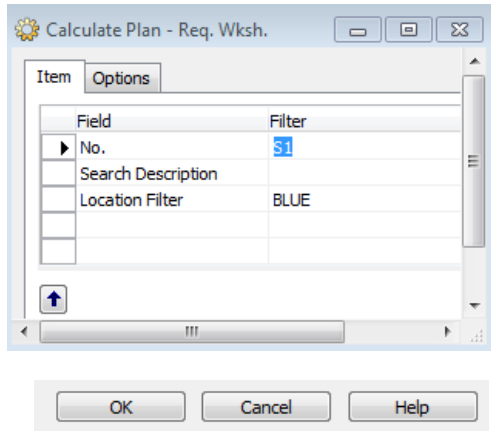 Calculate Plan - Req. Wksh.
Item Options
Field Filter
No. S1
Search Description
Location Filter BLUE
OK Cancel Help